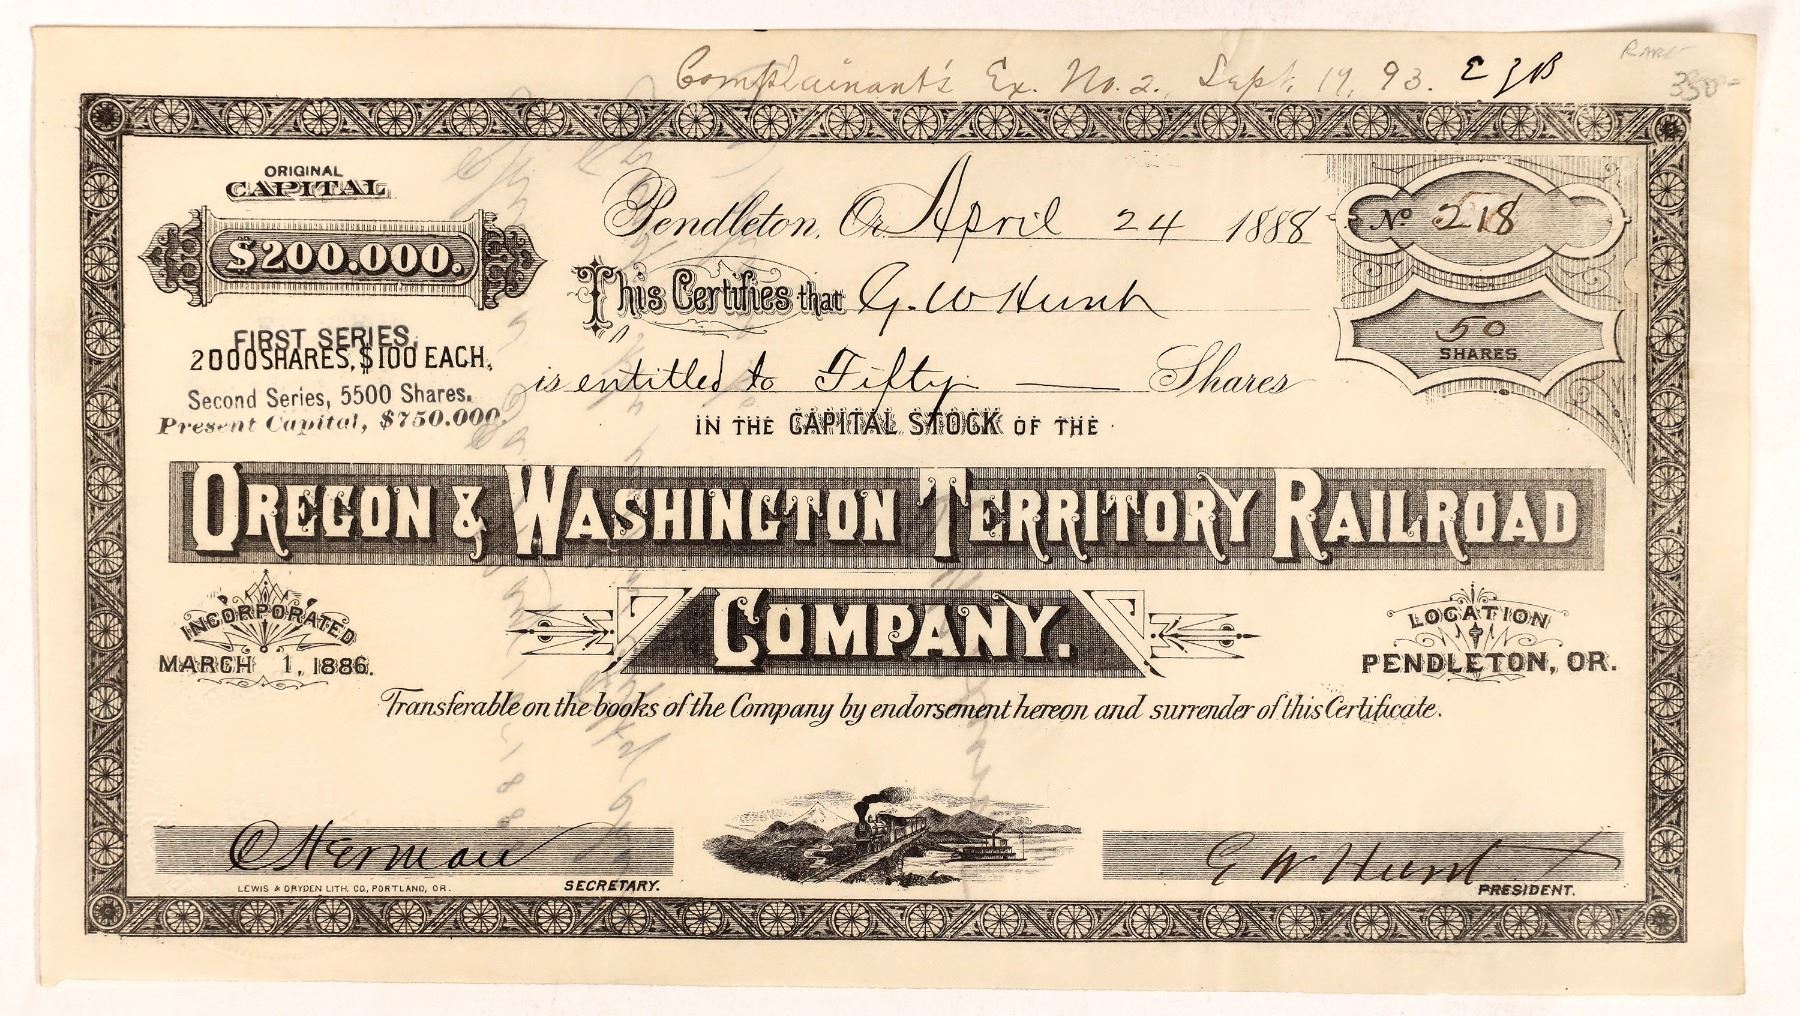 Complainant's Ex. No. 2. Sept. 19, 93.
RARE
350-
ORIGINAL
CAPITAL
$200.000.
FIRST SERIES,
2000 SHARES, $100 EACH,
Second Series, 5500 Shares.
Present Capital, $750.000.
Pendleton, Or. April 24 1888
No 218
This Certifies that G. W Hunt
50
SHARES
is entitled to Fifty Shares
IN THE CAPITAL STOCK OF THE
OREGON & WASHINGTON TERRITORY RAILROAD
COMPANY.
INCORPORATED
MARCH 1, 1886.
LOCATION
PENDLETON, OR.
Transferable on the books of the Company by endorsement hereon and surrender of this Certificate.
C Herman
LEWIS & DRYDEN LITH. CO, PORTLAND, OR.
SECRETARY.
G W Hunt
PRESIDENT.